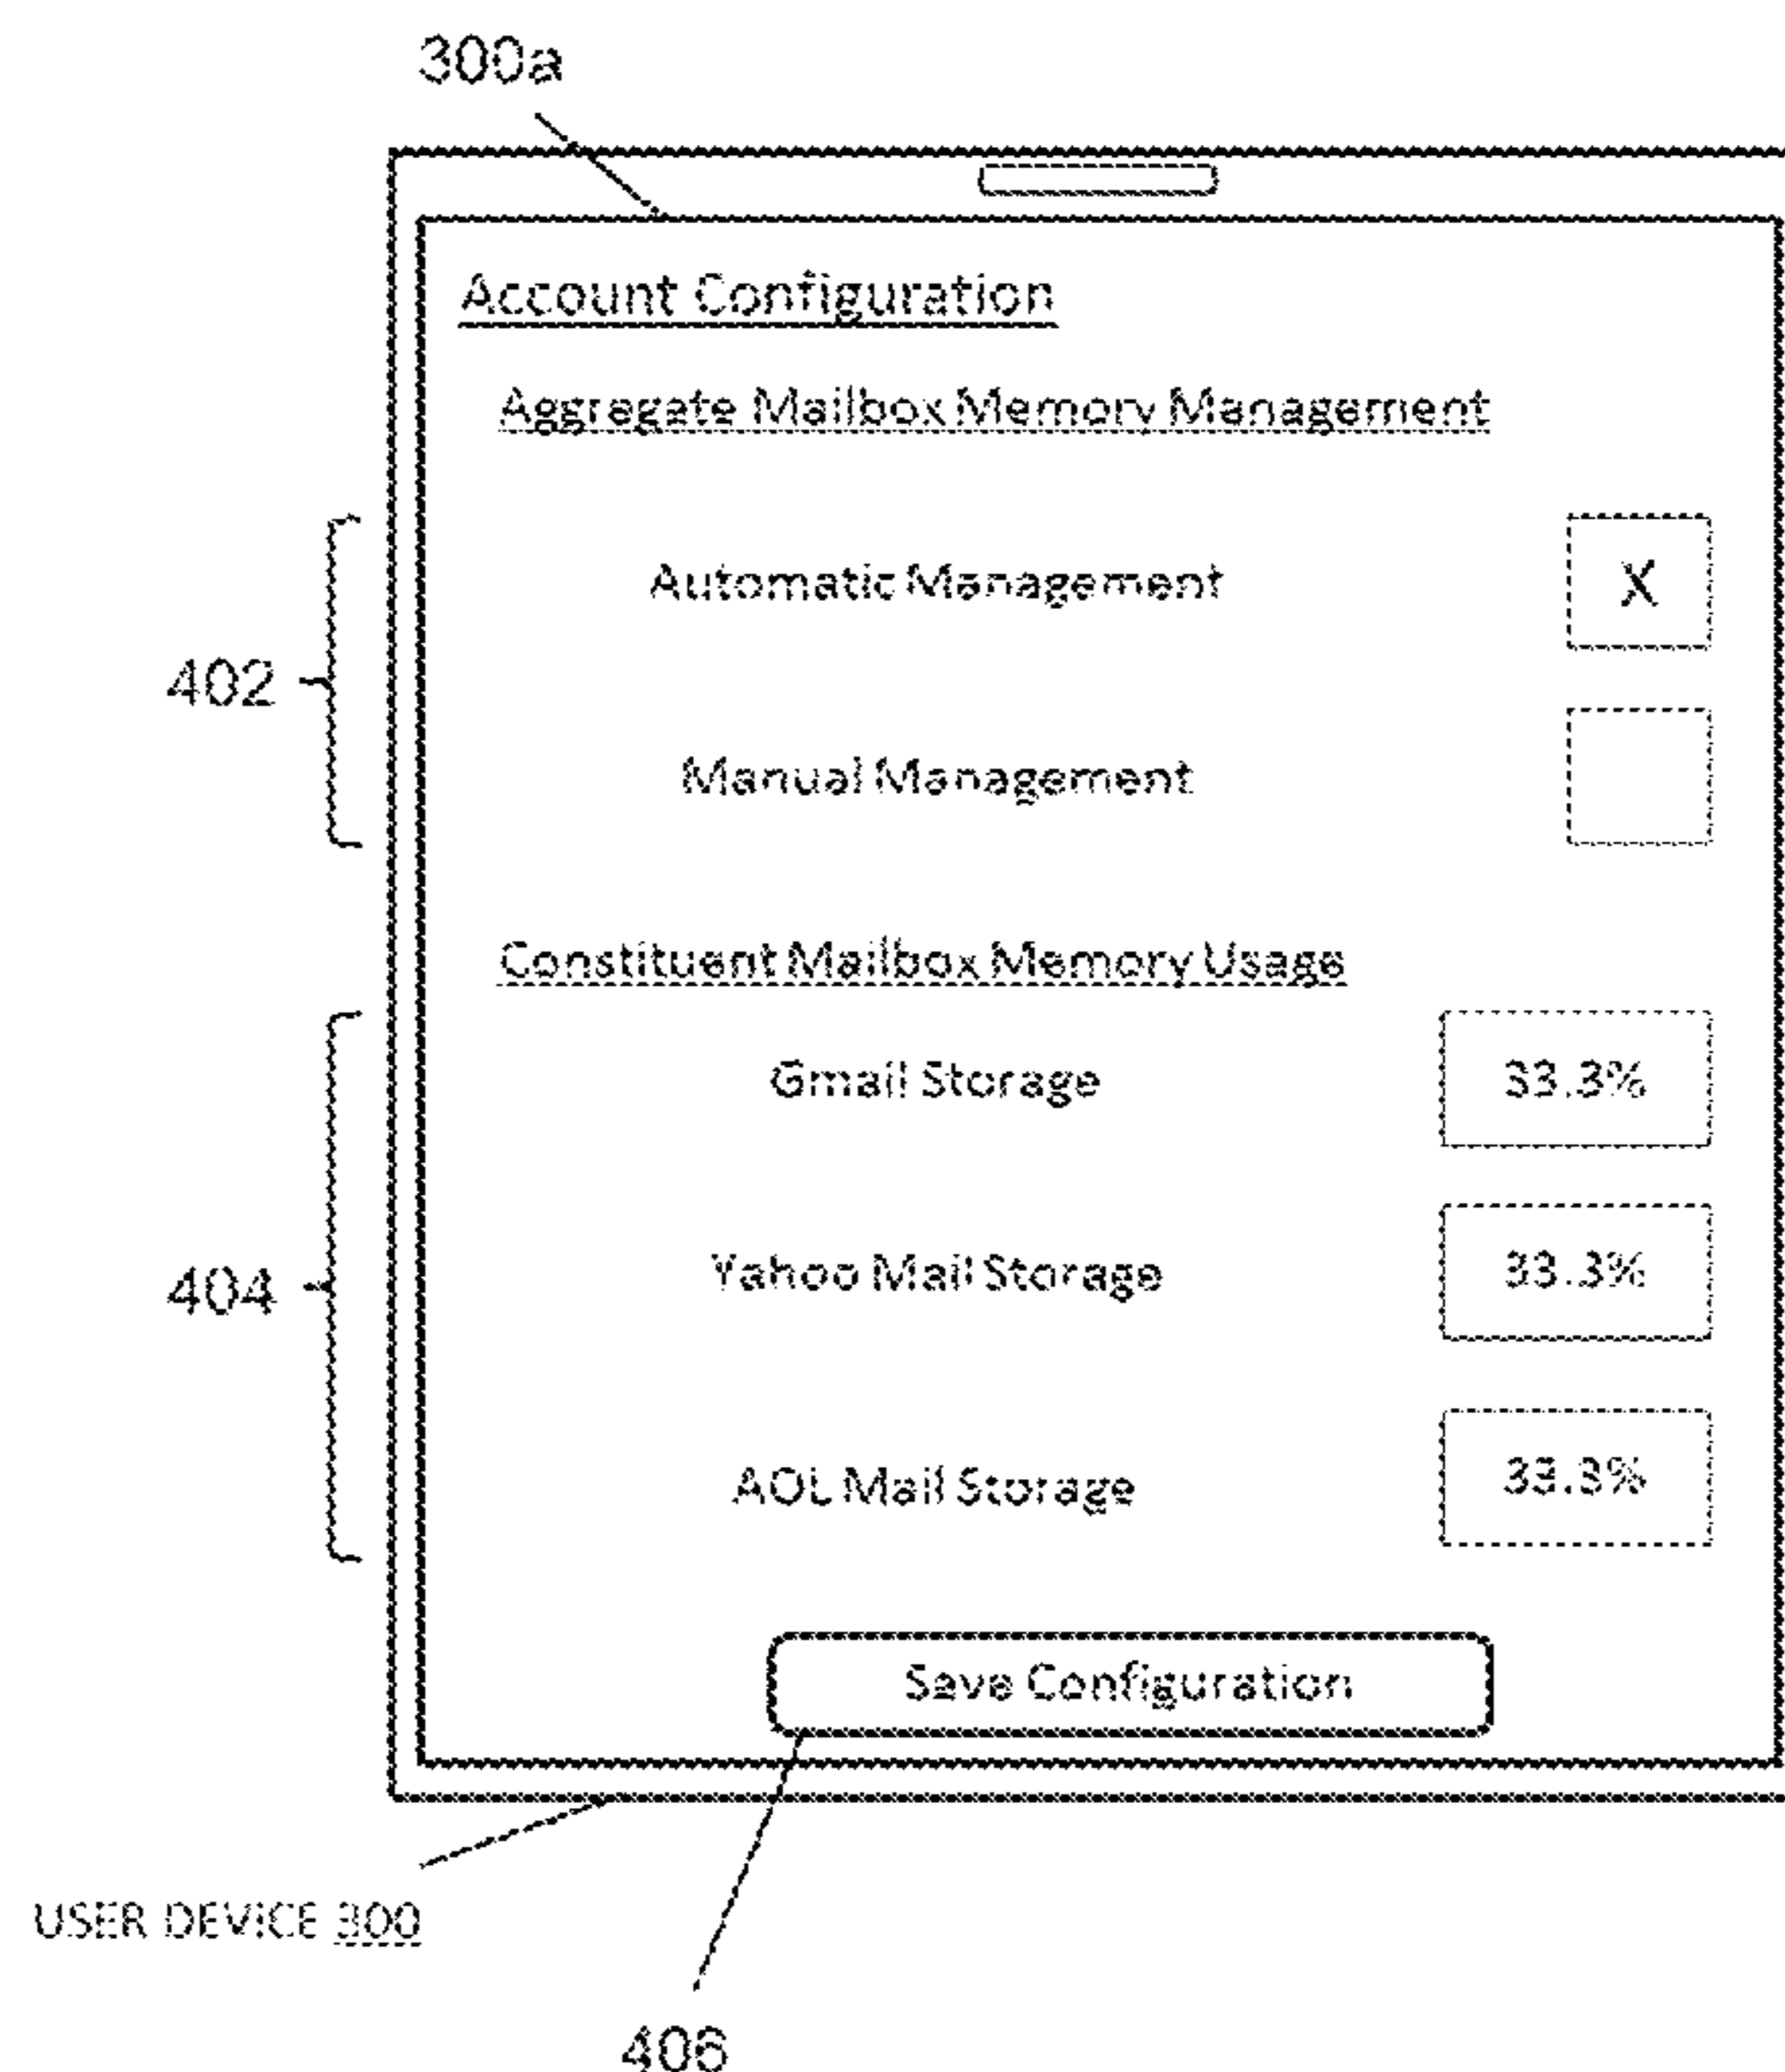 300a
Account Configuration
Aggregate Mailbox Memory Management
Automatic Management X
402
Manual Management
Constituent Mailbox Memory Usage
Gmail Storage 33.3%
Yahoo Mail Storage 33.3%
404
AOL Mail Storage 33.3%
Save Configuration
USER DEVICE 300
406